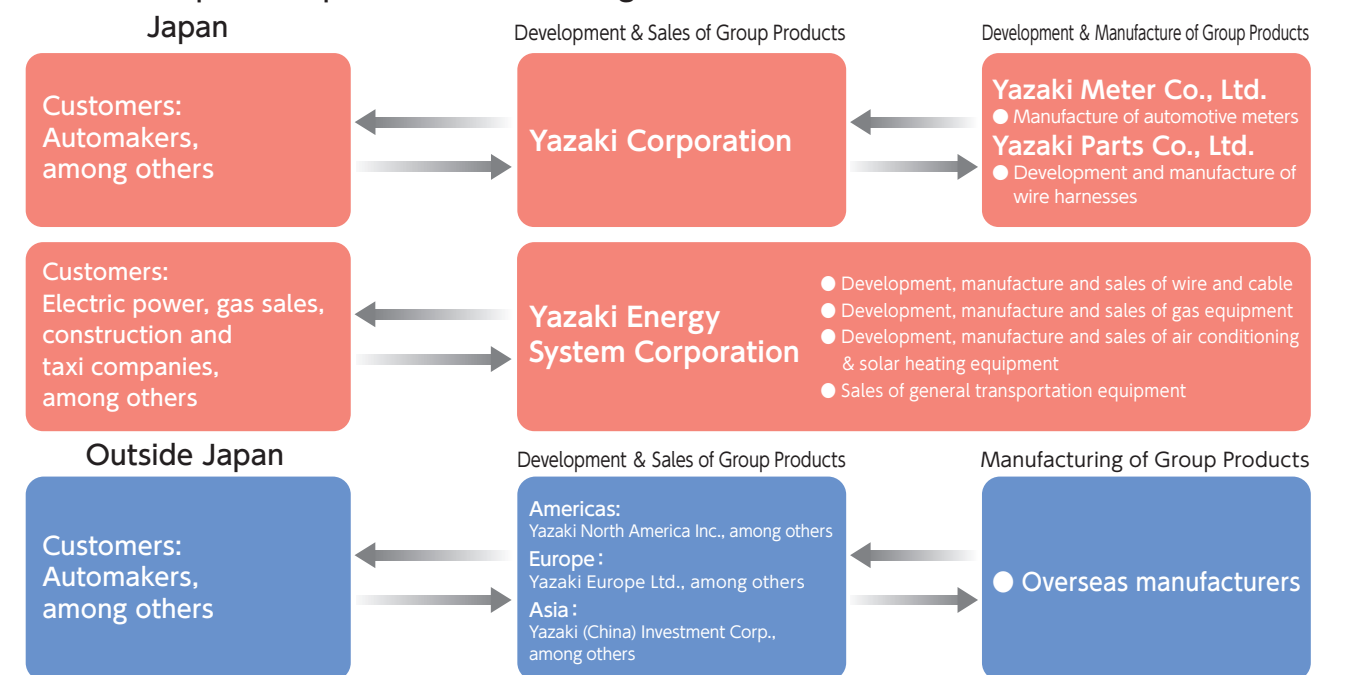 Japan
Development & Sales of Group Products
Development & Manufacture of Group Products
Customers:
Automakers,
among others
Yazaki Corporation
Yazaki Meter Co., Ltd.
● Manufacture of automotive meters
Yazaki Parts Co., Ltd.
● Development and manufacture of
wire harnesses
Customers:
Electric power, gas sales,
construction and
taxi companies,
among others
Yazaki Energy
System Corporation
● Development, manufacture and sales of wire and cable
● Development, manufacture and sales of gas equipment
● Development, manufacture and sales of air conditioning
& solar heating equipment
● Sales of general transportation equipment
Outside Japan
Development & Sales of Group Products
Manufacturing of Group Products
Customers:
Automakers,
among others
Americas:
Yazaki North America Inc., among others
Europe:
Yazaki Europe Ltd., among others
Asia:
Yazaki (China) Investment Corp.,
among others
● Overseas manufacturers